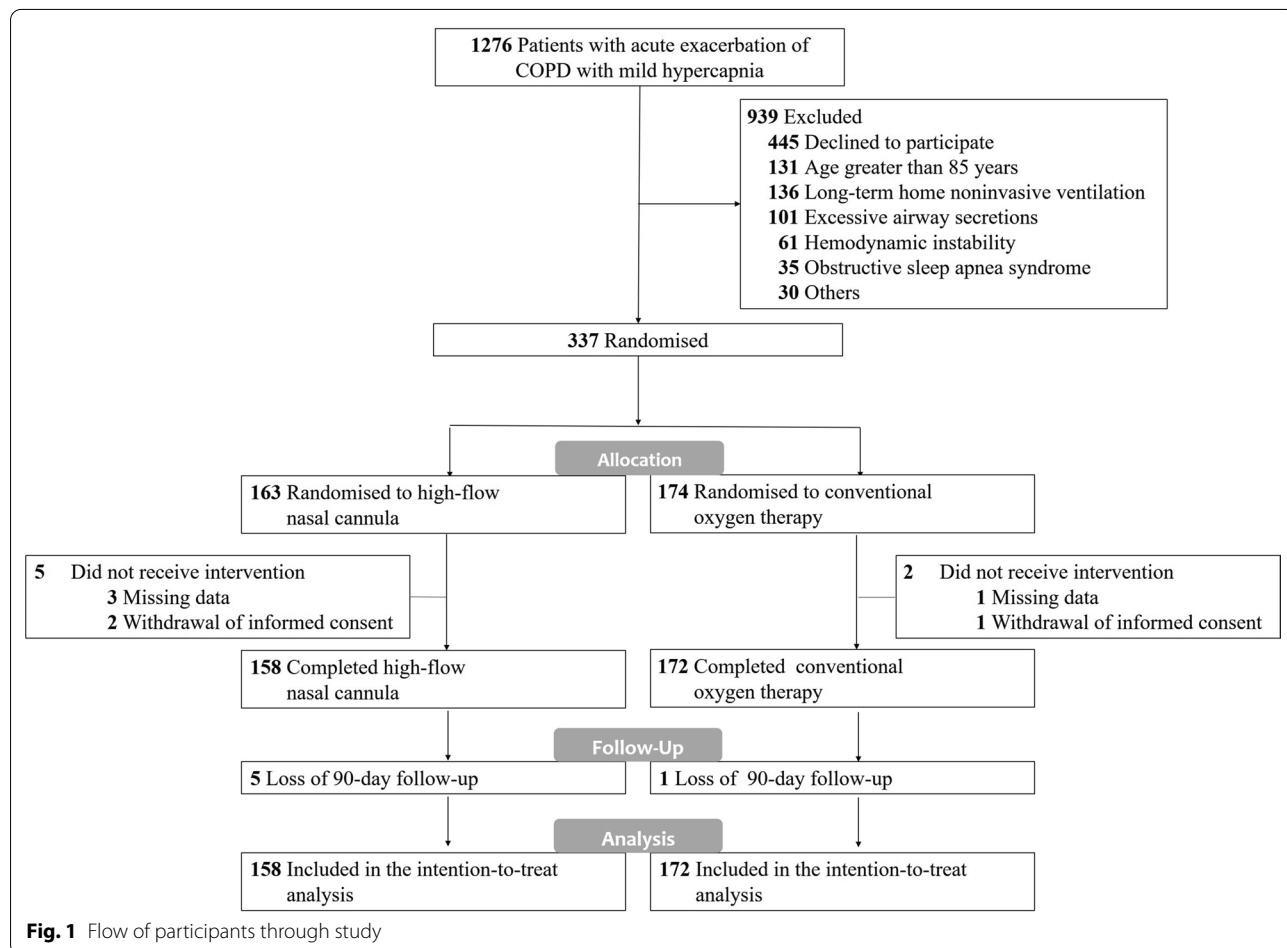 1276 Patients with acute exacerbation of
COPD with mild hypercapnia
939 Excluded
445 Declined to participate
131 Age greater than 85 years
136 Long-term home noninvasive ventilation
101 Excessive airway secretions
61 Hemodynamic instability
35 Obstructive sleep apnea syndrome
30 Others
337 Randomised
Allocation
163 Randomised to high-flow
nasal cannula
174 Randomised to conventional
oxygen therapy
5 Did not receive intervention
3 Missing data
2 Withdrawal of informed consent
2 Did not receive intervention
1 Missing data
1 Withdrawal of informed consent
158 Completed high-flow
nasal cannula
172 Completed conventional
oxygen therapy
Follow-Up
5 Loss of 90-day follow-up
1 Loss of 90-day follow-up
Analysis
158 Included in the intention-to-treat
analysis
172 Included in the intention-to-treat
analysis
Fig. 1 Flow of participants through study